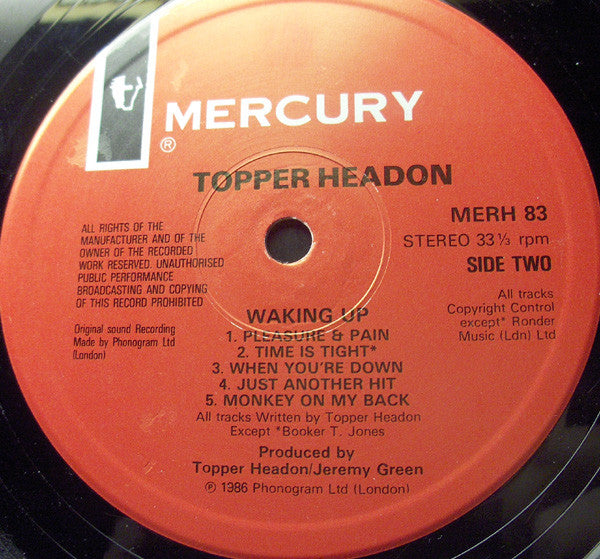 MERCURY
®
TOPPER HEADON
MERH 83
STEREO 33⅓ rpm
SIDE TWO
ALL RIGHTS OF THE
MANUFACTURER AND OF THE
OWNER OF THE RECORDED
WORK RESERVED. UNAUTHORISED
PUBLIC PERFORMANCE
BROADCASTING AND COPYING
OF THIS RECORD PROHIBITED
Original sound Recording
Made by Phonogram Ltd
(London)
All tracks
Copyright Control
except* Ronder
Music (Ldn) Ltd
WAKING UP
1. PLEASURE & PAIN
2. TIME IS TIGHT*
3. WHEN YOU'RE DOWN
4. JUST ANOTHER HIT
5. MONKEY ON MY BACK
All tracks Written by Topper Headon
Except *Booker T. Jones
Produced by
Topper Headon/Jeremy Green
℗ 1986 Phonogram Ltd (London)